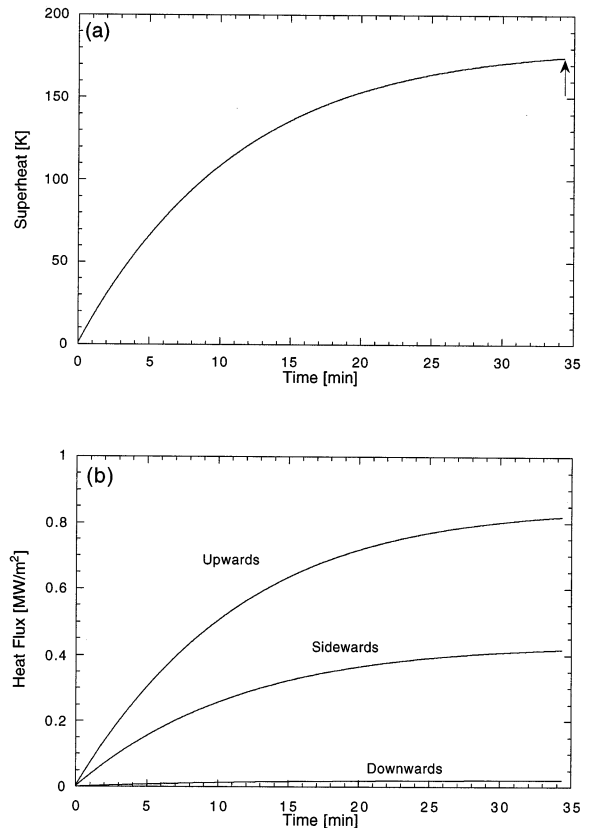 (a)
200
150
100
50
0
Superheat [K]
0 5 10 15 20 25 30 35
Time [min]
(b)
1
0.8
0.6
0.4
0.2
0
Heat Flux [MW/m²]
Upwards
Sidewards
Downwards
0 5 10 15 20 25 30 35
Time [min]